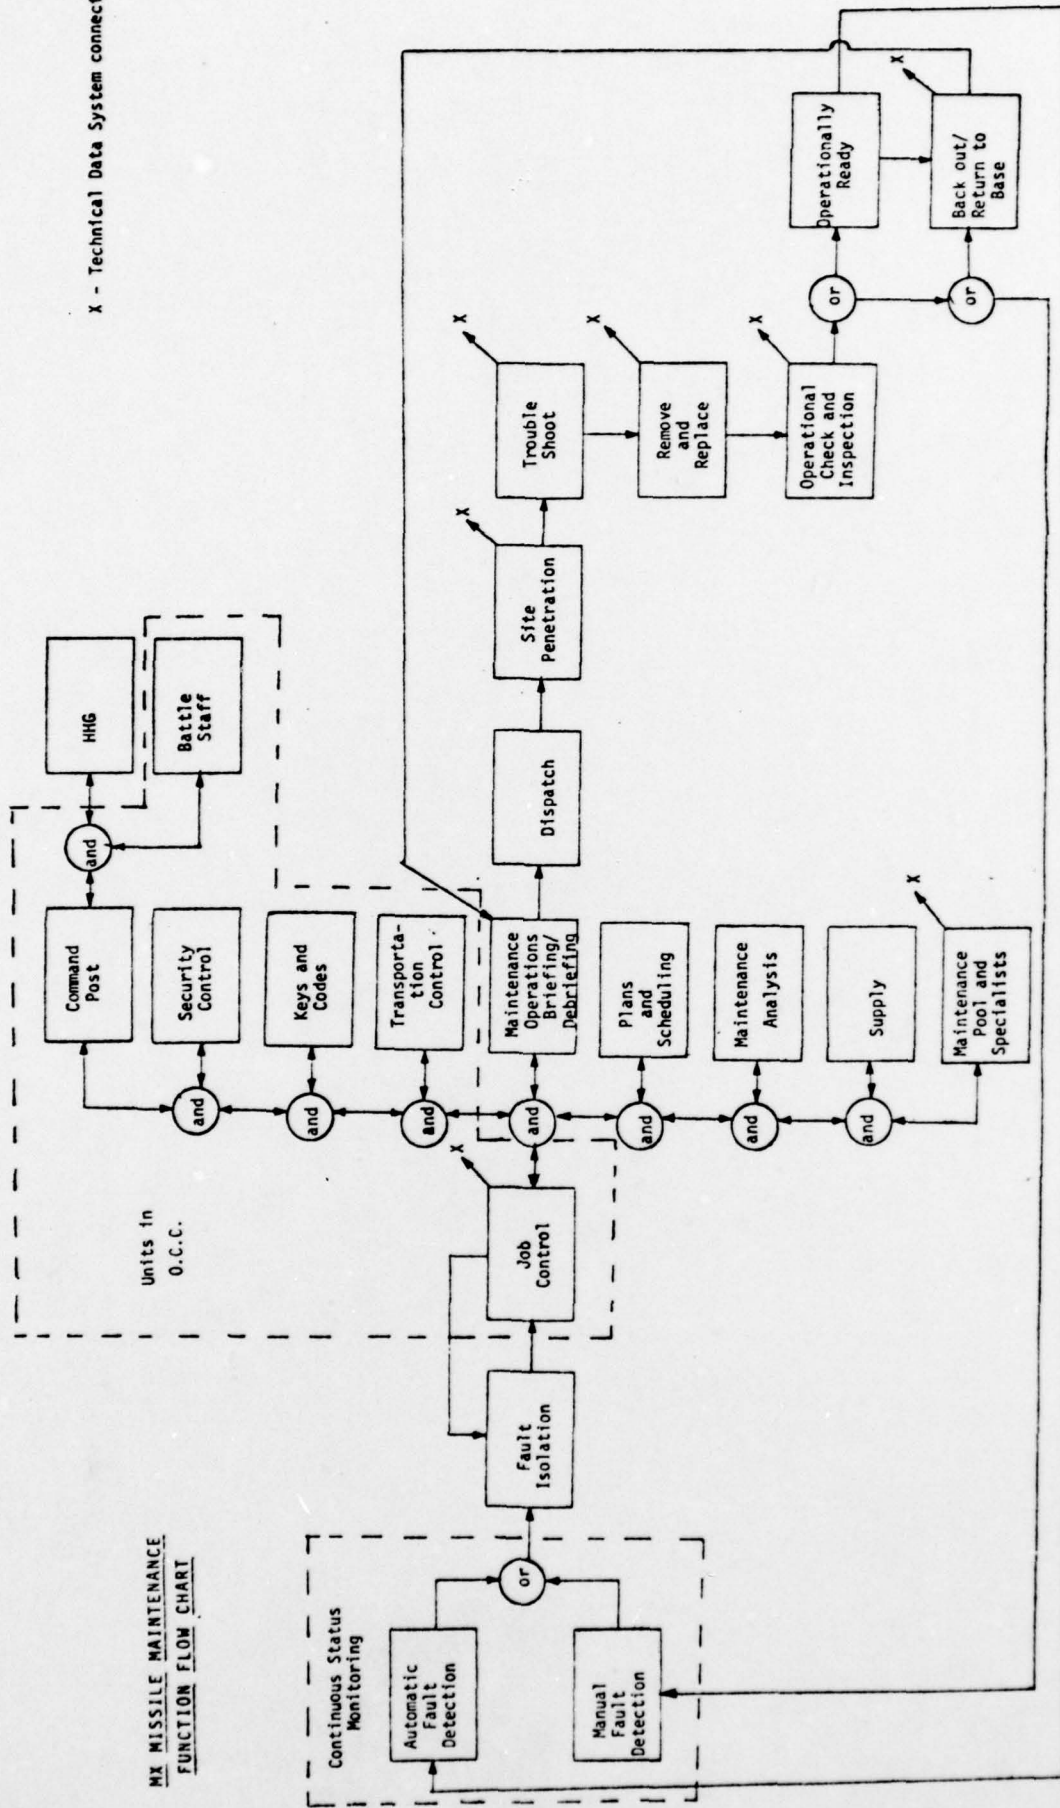 MX MISSILE MAINTENANCE
FUNCTION FLOW CHART
X - Technical Data System connect
Continuous Status
Monitoring
Automatic
Fault
Detection
Manual
Fault
Detection
or
Fault
Isolation
Units in
O.C.C.
Job
Control
X
Command
Post
and
HHG
Battle
Staff
and
Security
Control
and
Keys and
Codes
and
Transporta-
tion
Control
and
Maintenance
Operations
Briefing/
Debriefing
and
Plans
and
Scheduling
and
Maintenance
Analysis
and
Supply
Maintenance
Pool and
Specialists
X
Dispatch
Site
Penetration
X
Trouble
Shoot
X
Remove
and
Replace
X
Operational
Check and
Inspection
X
or
or
Operationally
Ready
Back out/
Return to
Base
X